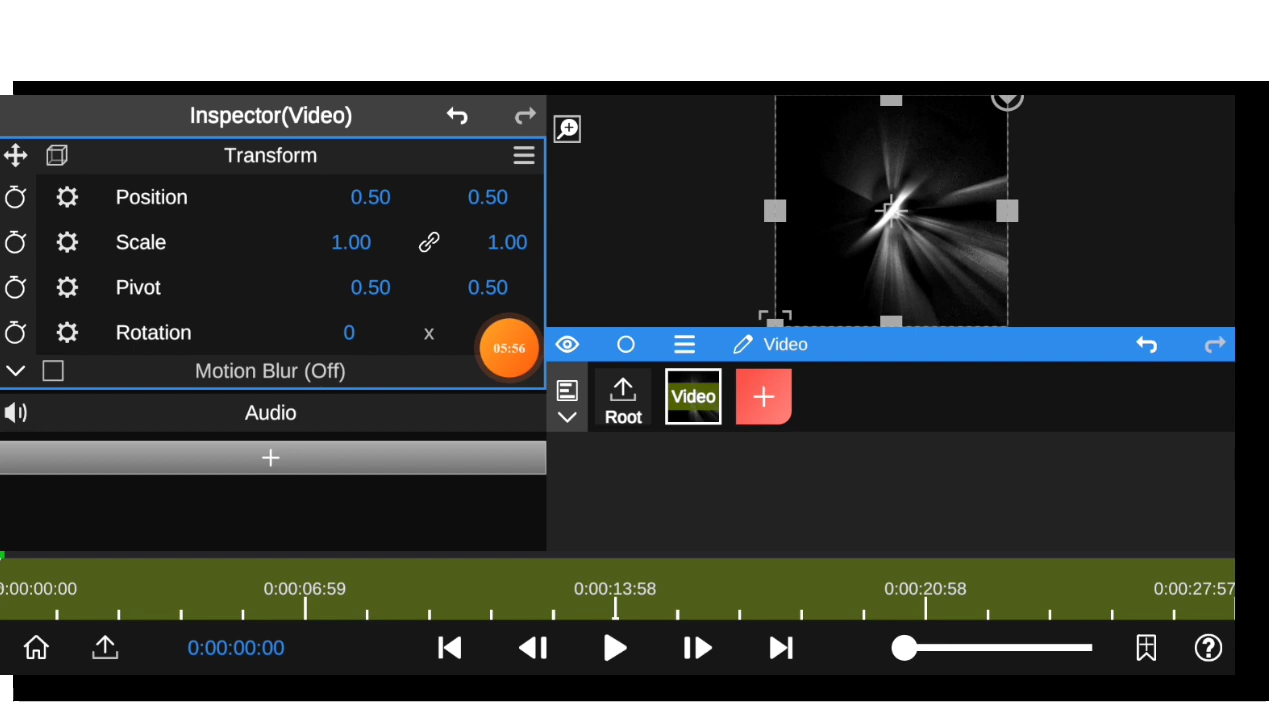 Inspector(Video)
Transform
Position 0.50 0.50
Scale 1.00 1.00
Pivot 0.50 0.50
Rotation 0 x
05:56
Motion Blur (Off)
Audio
+
Video
Root
Video
+
0:00:00:00 0:00:06:59 0:00:13:58 0:00:20:58 0:00:27:57
0:00:00:00